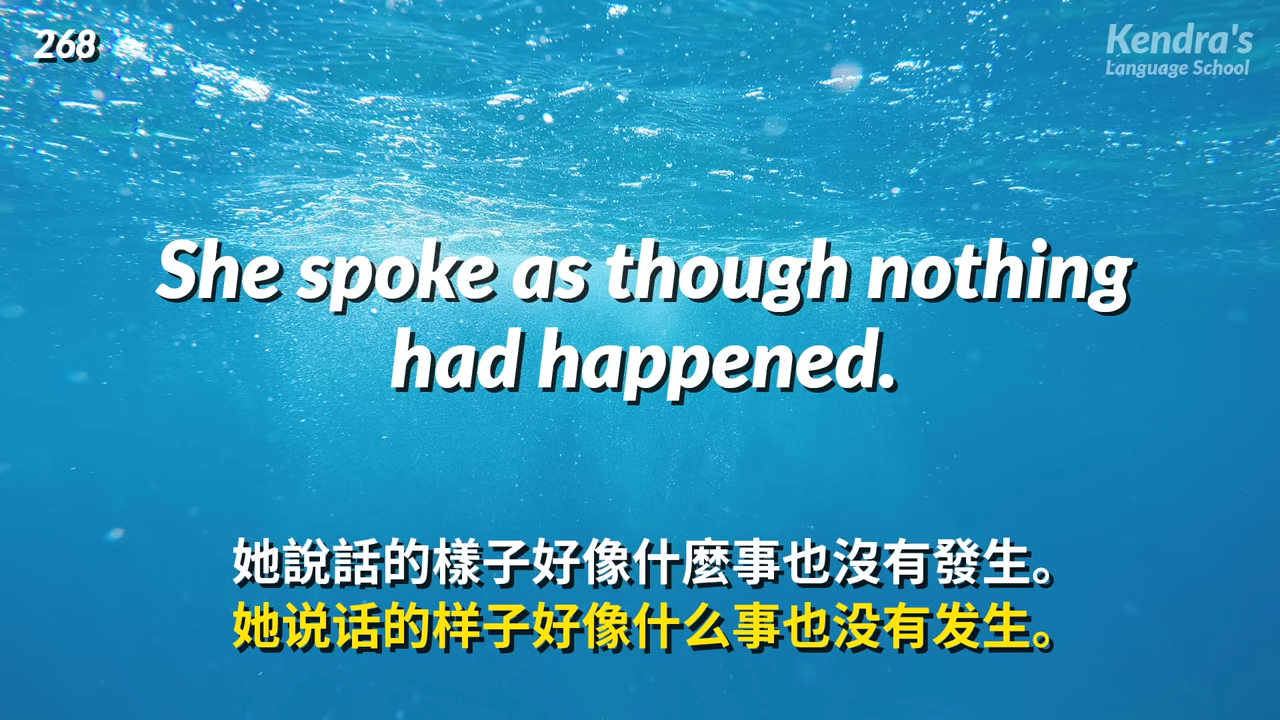 268
Kendra's
Language School
She spoke as though nothing
had happened.
她說話的樣子好像什麼事也沒有發生。
她说话的样子好像什么事也没有发生。